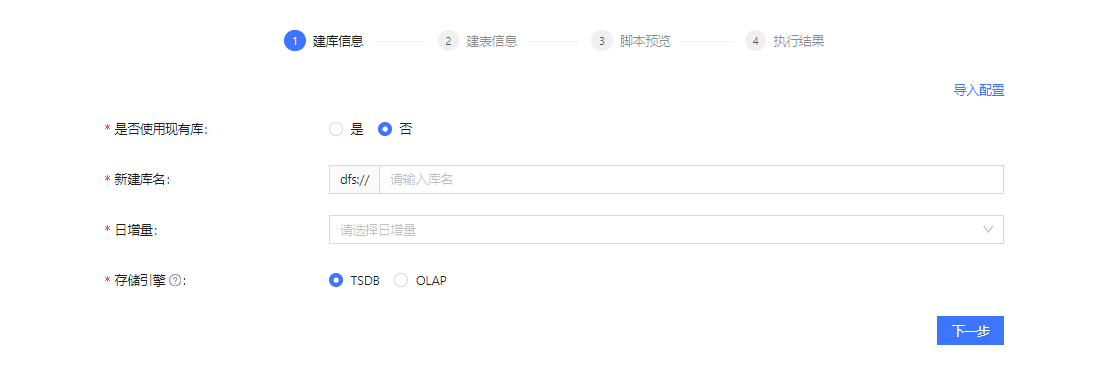 1 建库信息 2 建表信息 3 脚本预览 4 执行结果
导入配置
* 是否使用现有库: 是 否
* 新建库名: dfs:// 请输入库名
* 日增量: 请选择日增量
* 存储引擎 ? : TSDB OLAP
下一步